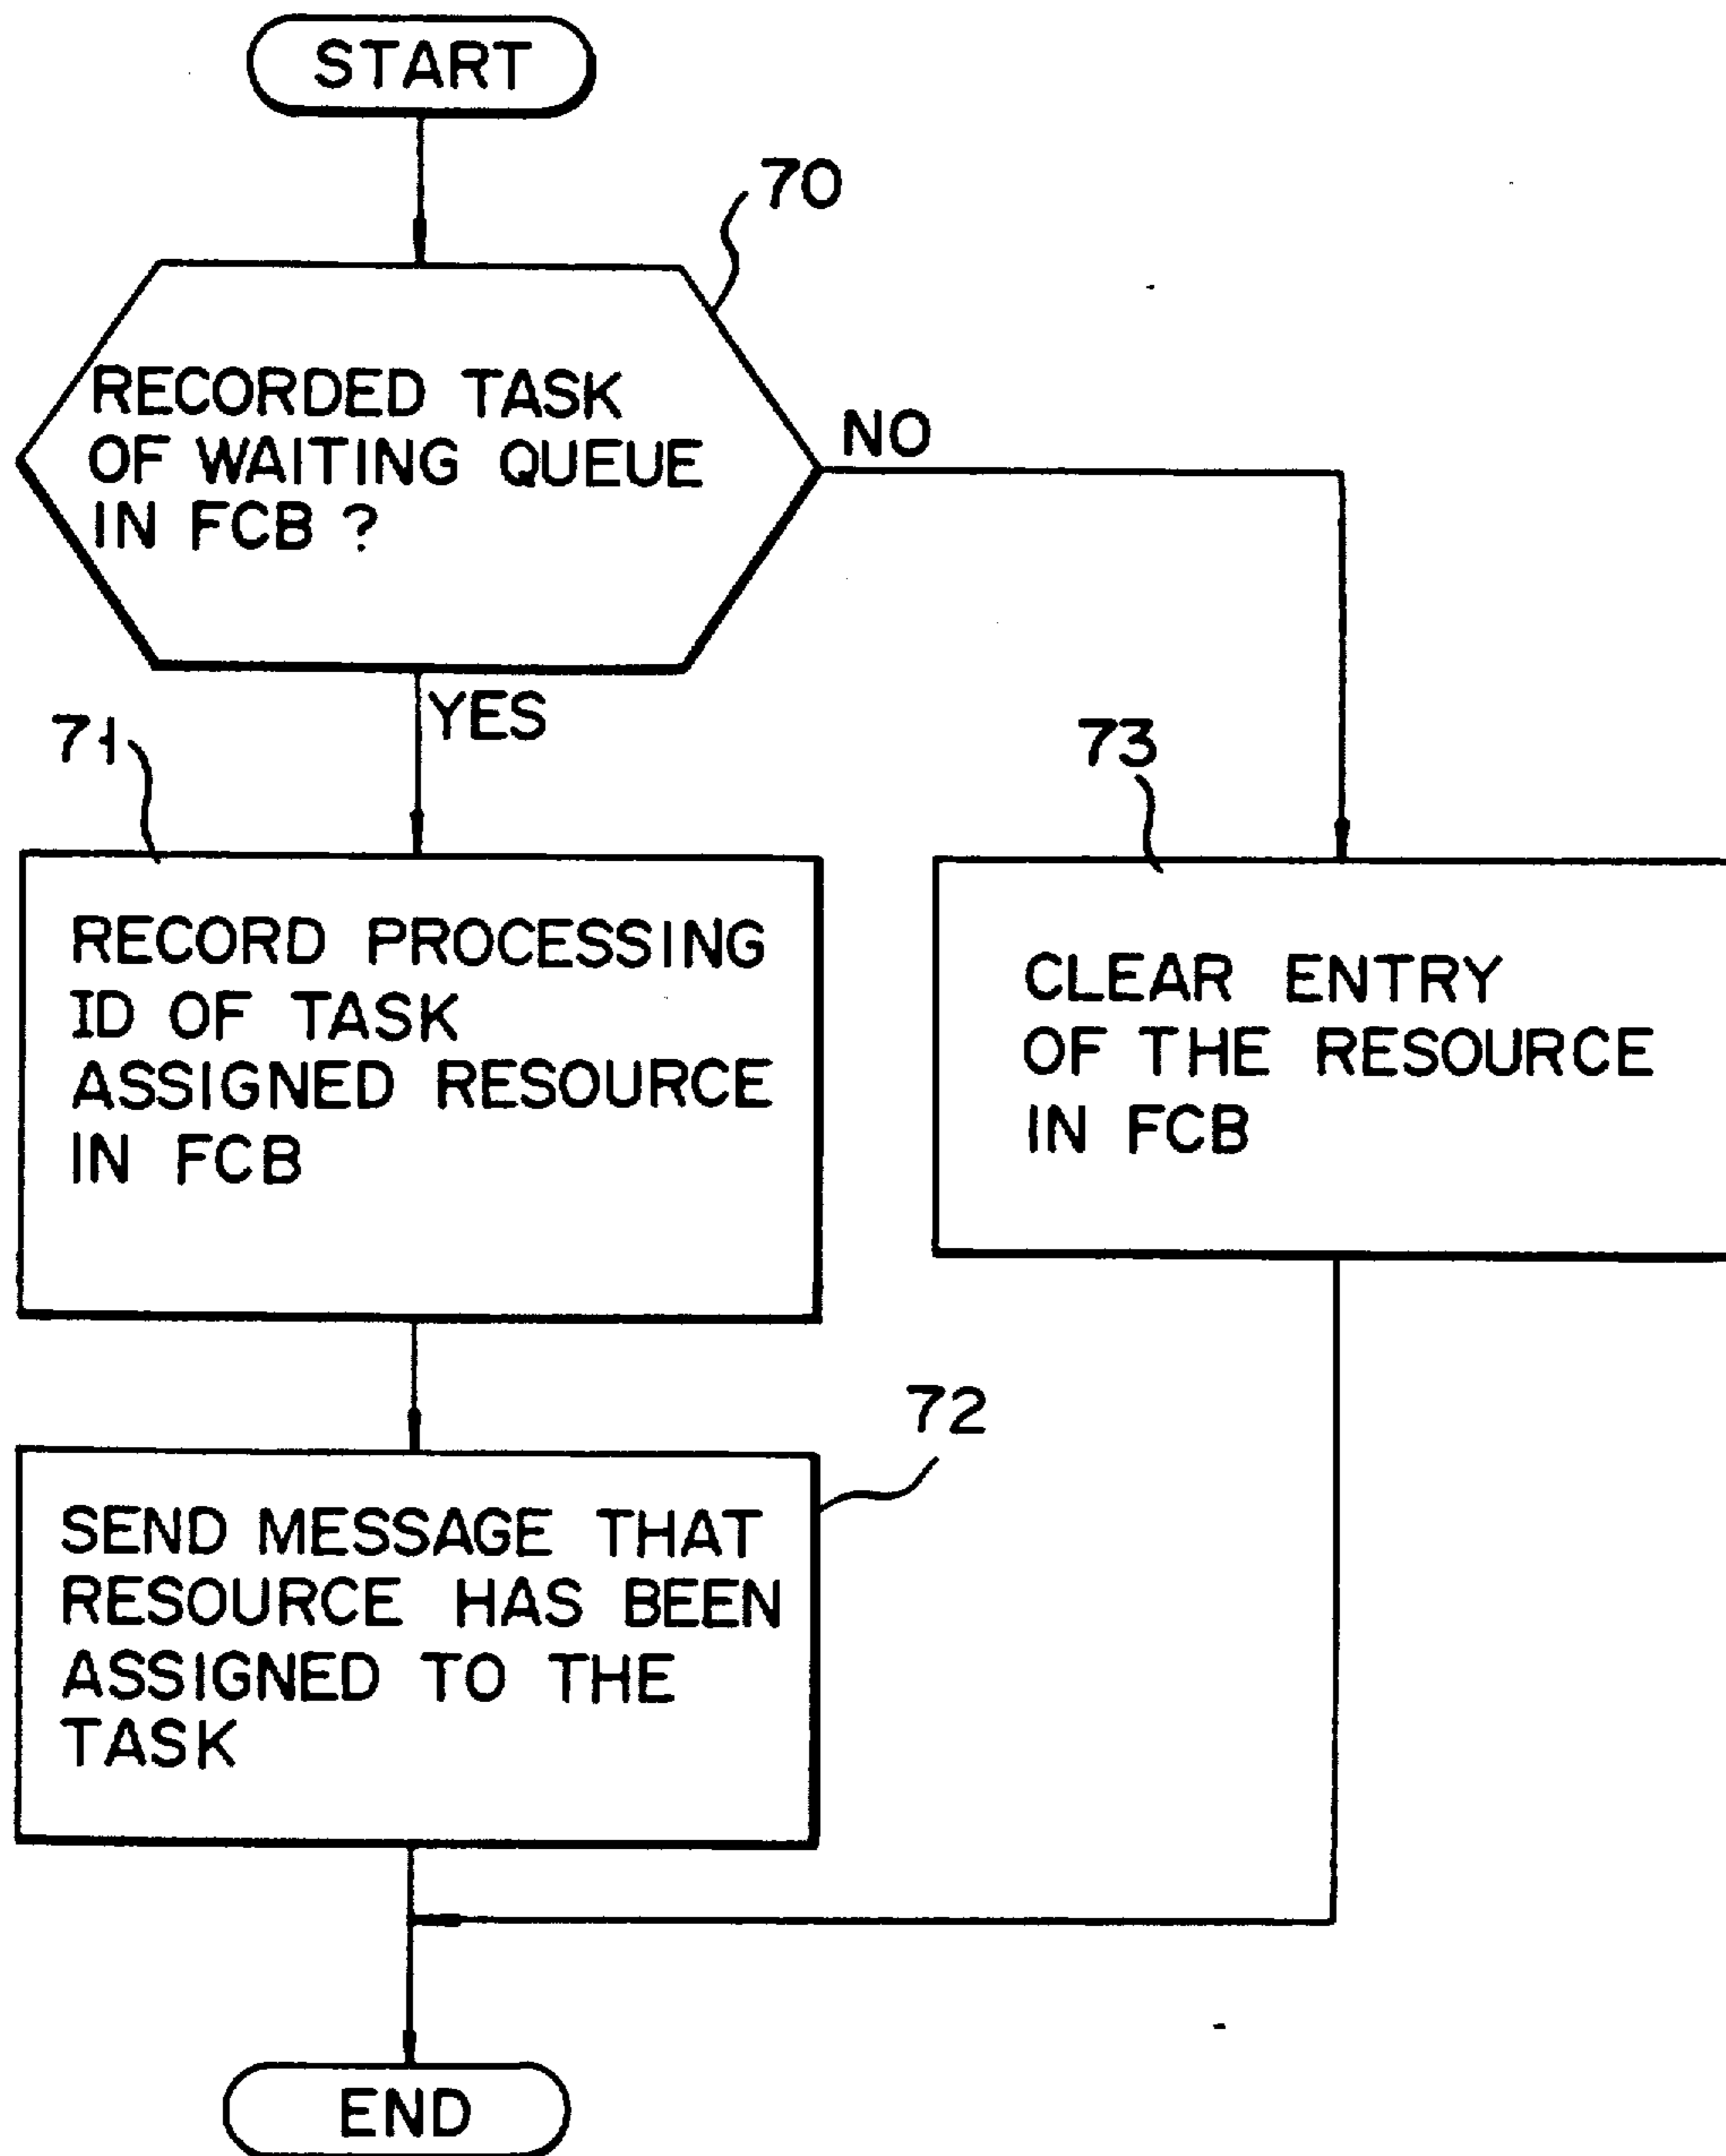 START
70
RECORDED TASK
OF WAITING QUEUE
IN FCB ?
NO
YES
71
RECORD PROCESSING
ID OF TASK
ASSIGNED RESOURCE
IN FCB
73
CLEAR ENTRY
OF THE RESOURCE
IN FCB
72
SEND MESSAGE THAT
RESOURCE HAS BEEN
ASSIGNED TO THE
TASK
END